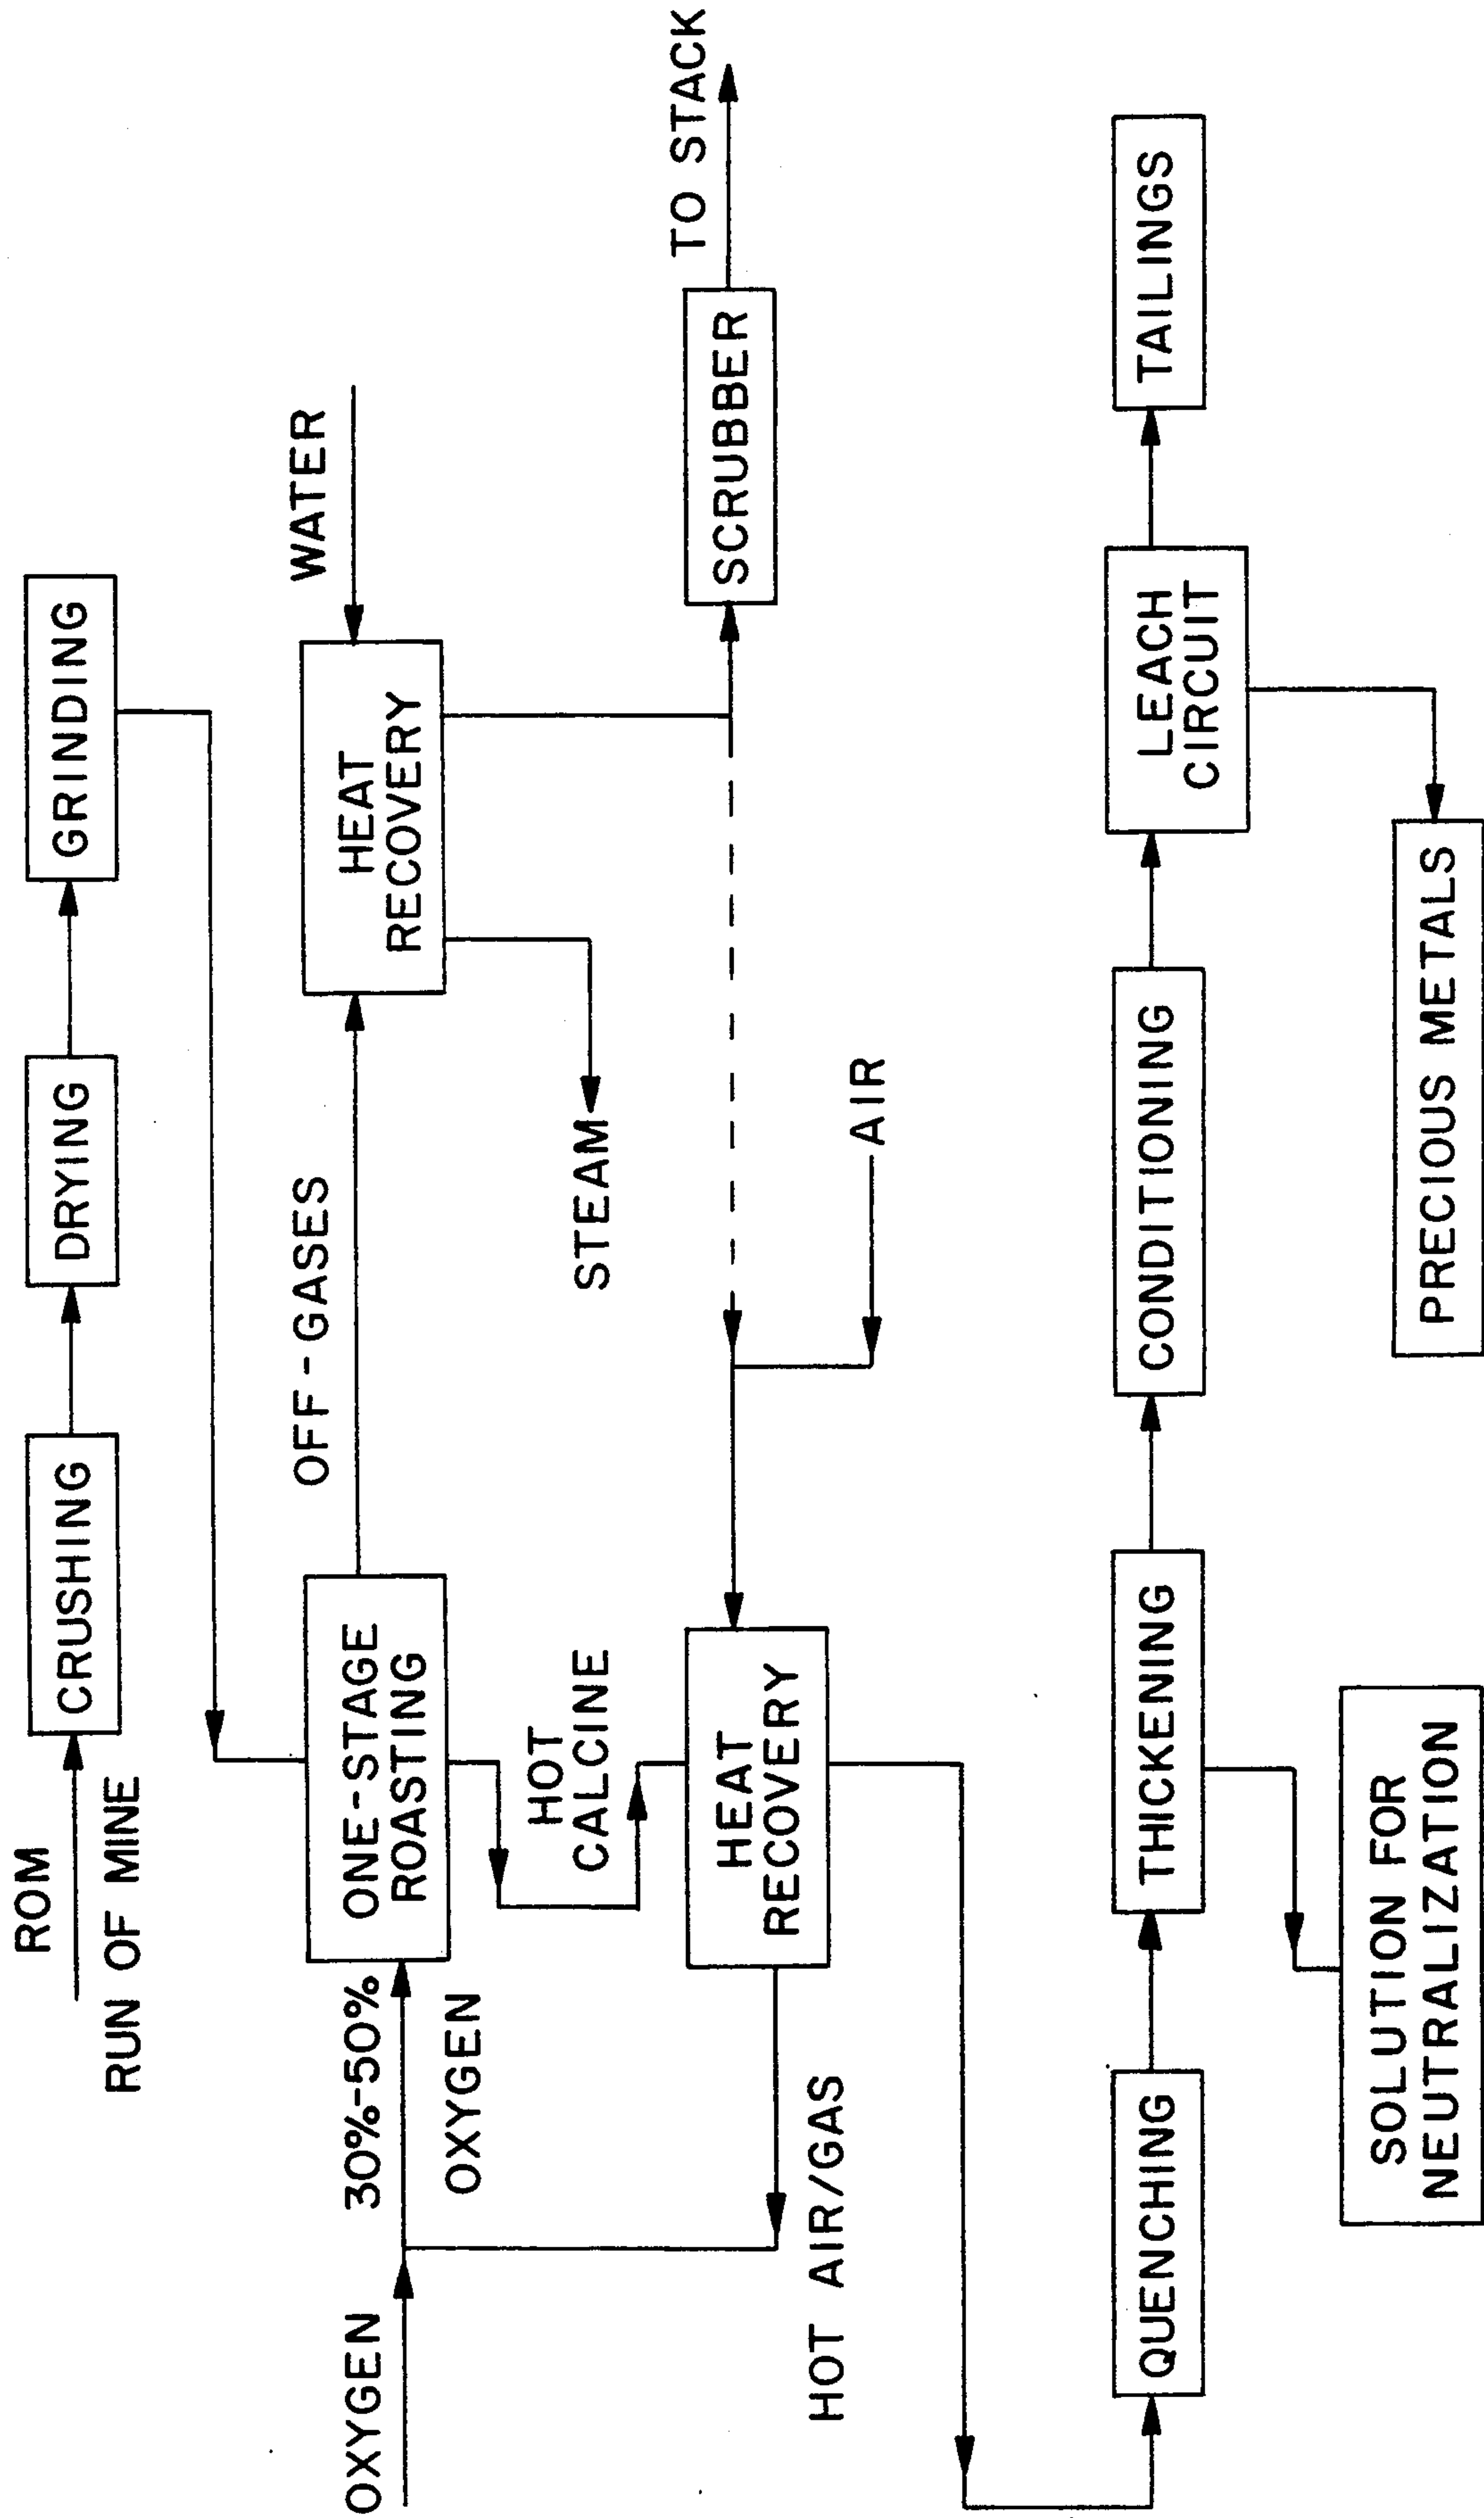 ROM
RUN OF MINE
CRUSHING
DRYING
GRINDING
OXYGEN
30%-50%
OXYGEN
ONE-STAGE
ROASTING
OFF-GASES
HEAT
RECOVERY
WATER
HOT
CALCINE
STEAM
HOT AIR/GAS
HEAT
RECOVERY
AIR
SCRUBBER
TO STACK
QUENCHING
THICKENING
CONDITIONING
LEACH
CIRCUIT
TAILINGS
SOLUTION FOR
NEUTRALIZATION
PRECIOUS METALS